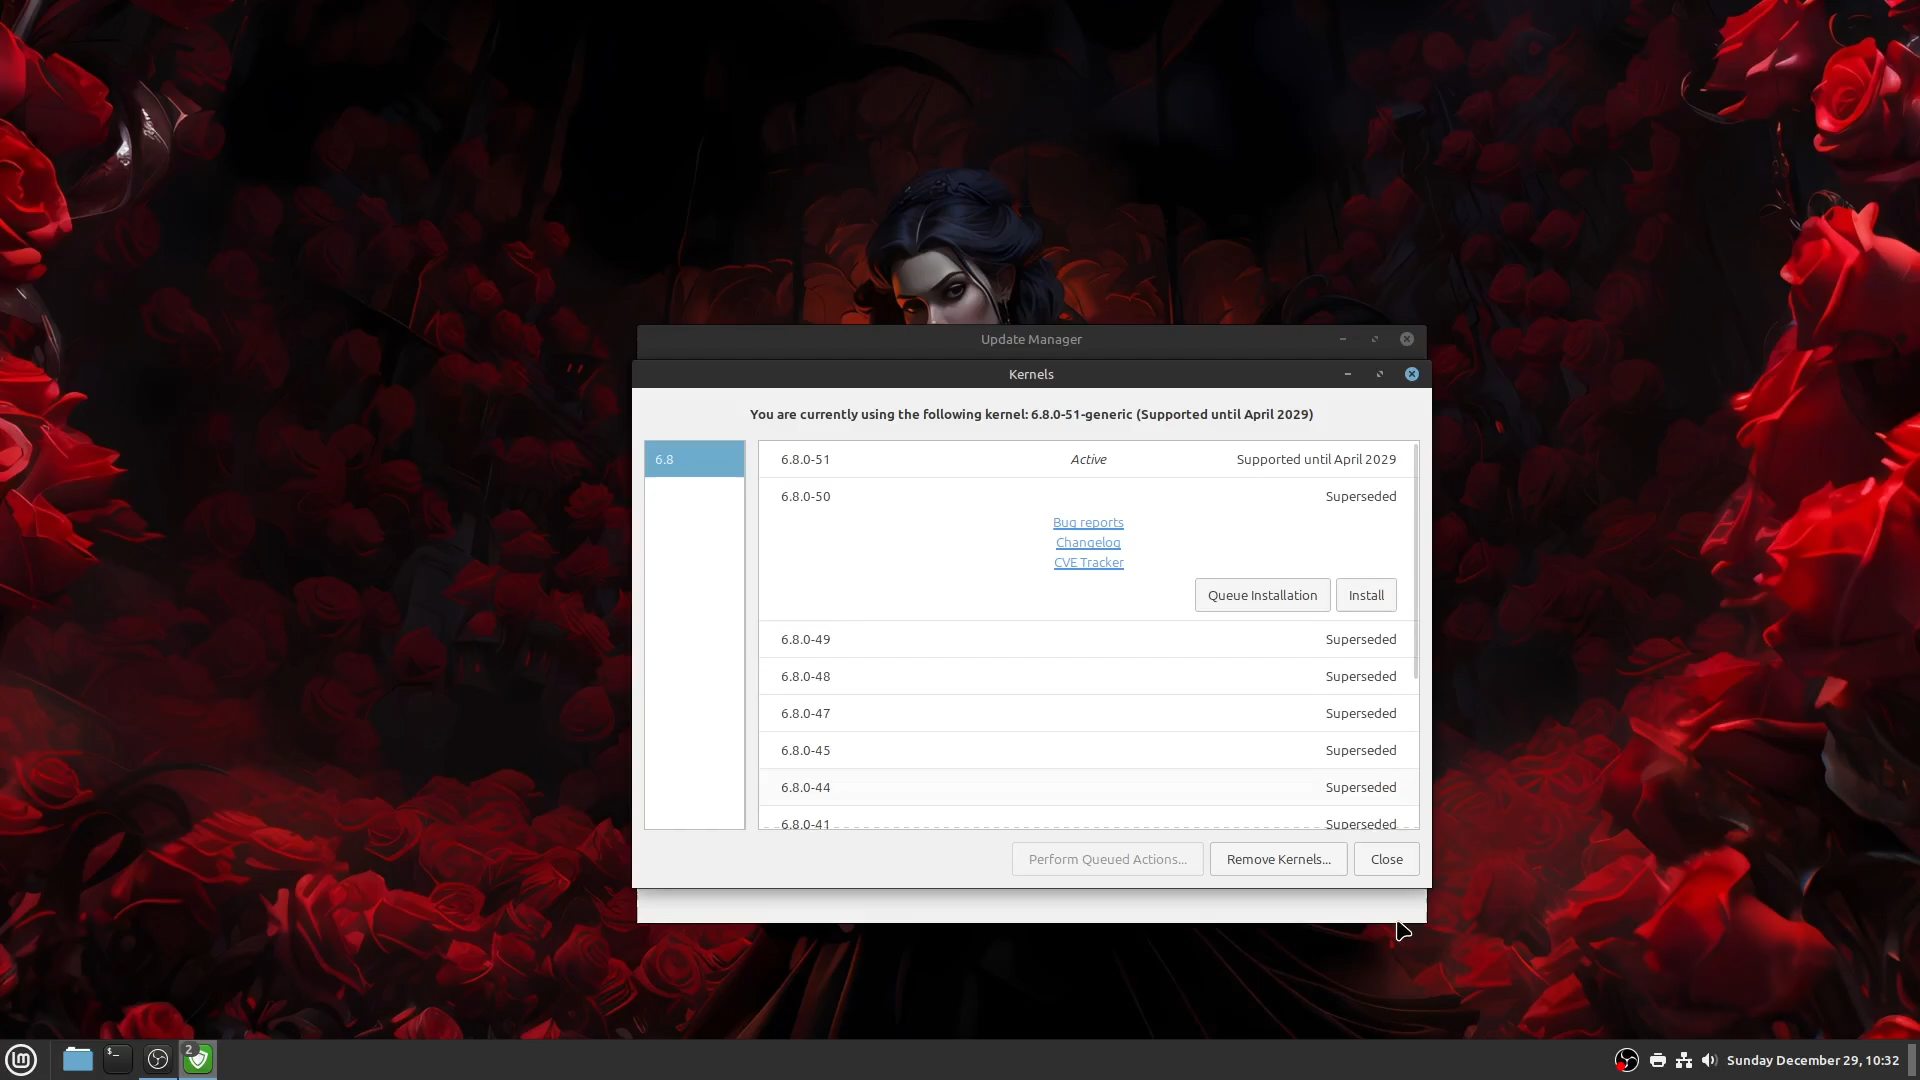 Update Manager
Kernels
You are currently using the following kernel: 6.8.0-51-generic (Supported until April 2029)
6.8
6.8.0-51 Active Supported until April 2029
6.8.0-50 Superseded
Bug reports
Changelog
CVE Tracker
Queue Installation Install
6.8.0-49 Superseded
6.8.0-48 Superseded
6.8.0-47 Superseded
6.8.0-45 Superseded
6.8.0-44 Superseded
6.8.0-41 Superseded
Perform Queued Actions... Remove Kernels... Close
$_
2
Sunday December 29, 10:32